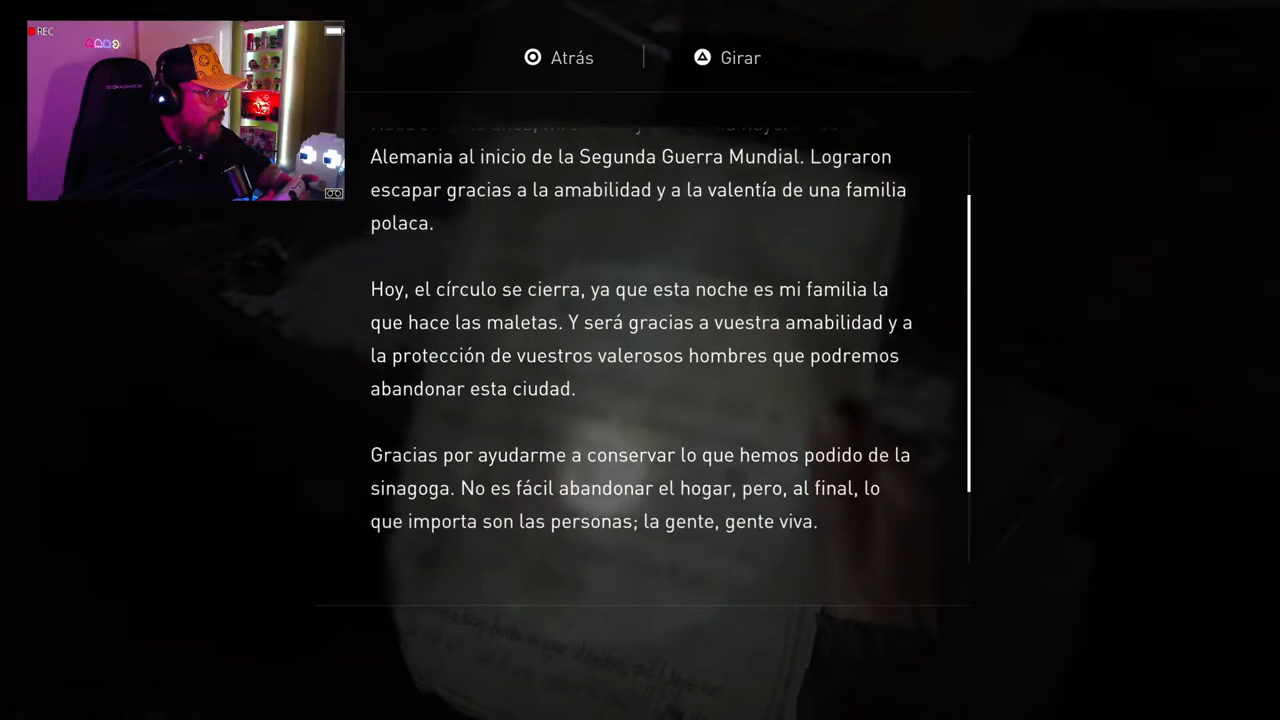 REC
Atrás
Girar
Alemania al inicio de la Segunda Guerra Mundial. Lograron
escapar gracias a la amabilidad y a la valentía de una familia
polaca.
Hoy, el círculo se cierra, ya que esta noche es mi familia la
que hace las maletas. Y será gracias a vuestra amabilidad y a
la protección de vuestros valerosos hombres que podremos
abandonar esta ciudad.
Gracias por ayudarme a conservar lo que hemos podido de la
sinagoga. No es fácil abandonar el hogar, pero, al final, lo
que importa son las personas; la gente, gente viva.